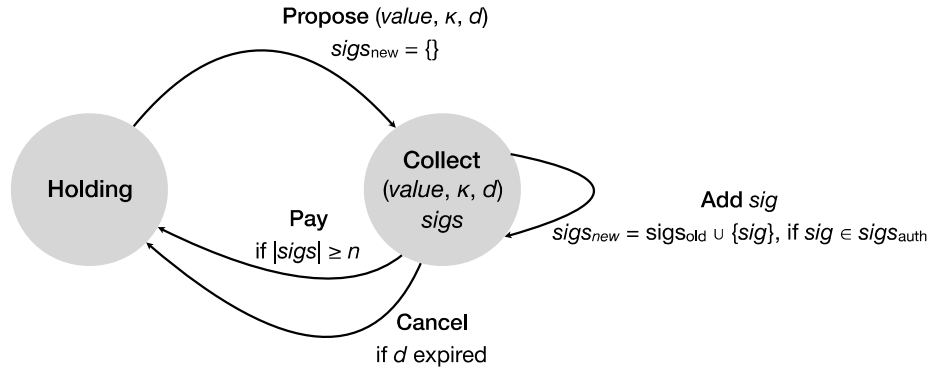 Propose (value, κ, d)
sigsnew = {}
Holding
Collect
(value, κ, d)
sigs
Add sig
sigsnew = sigsold ∪ {sig}, if sig ∈ sigsauth
Pay
if |sigs| ≥ n
Cancel
if d expired